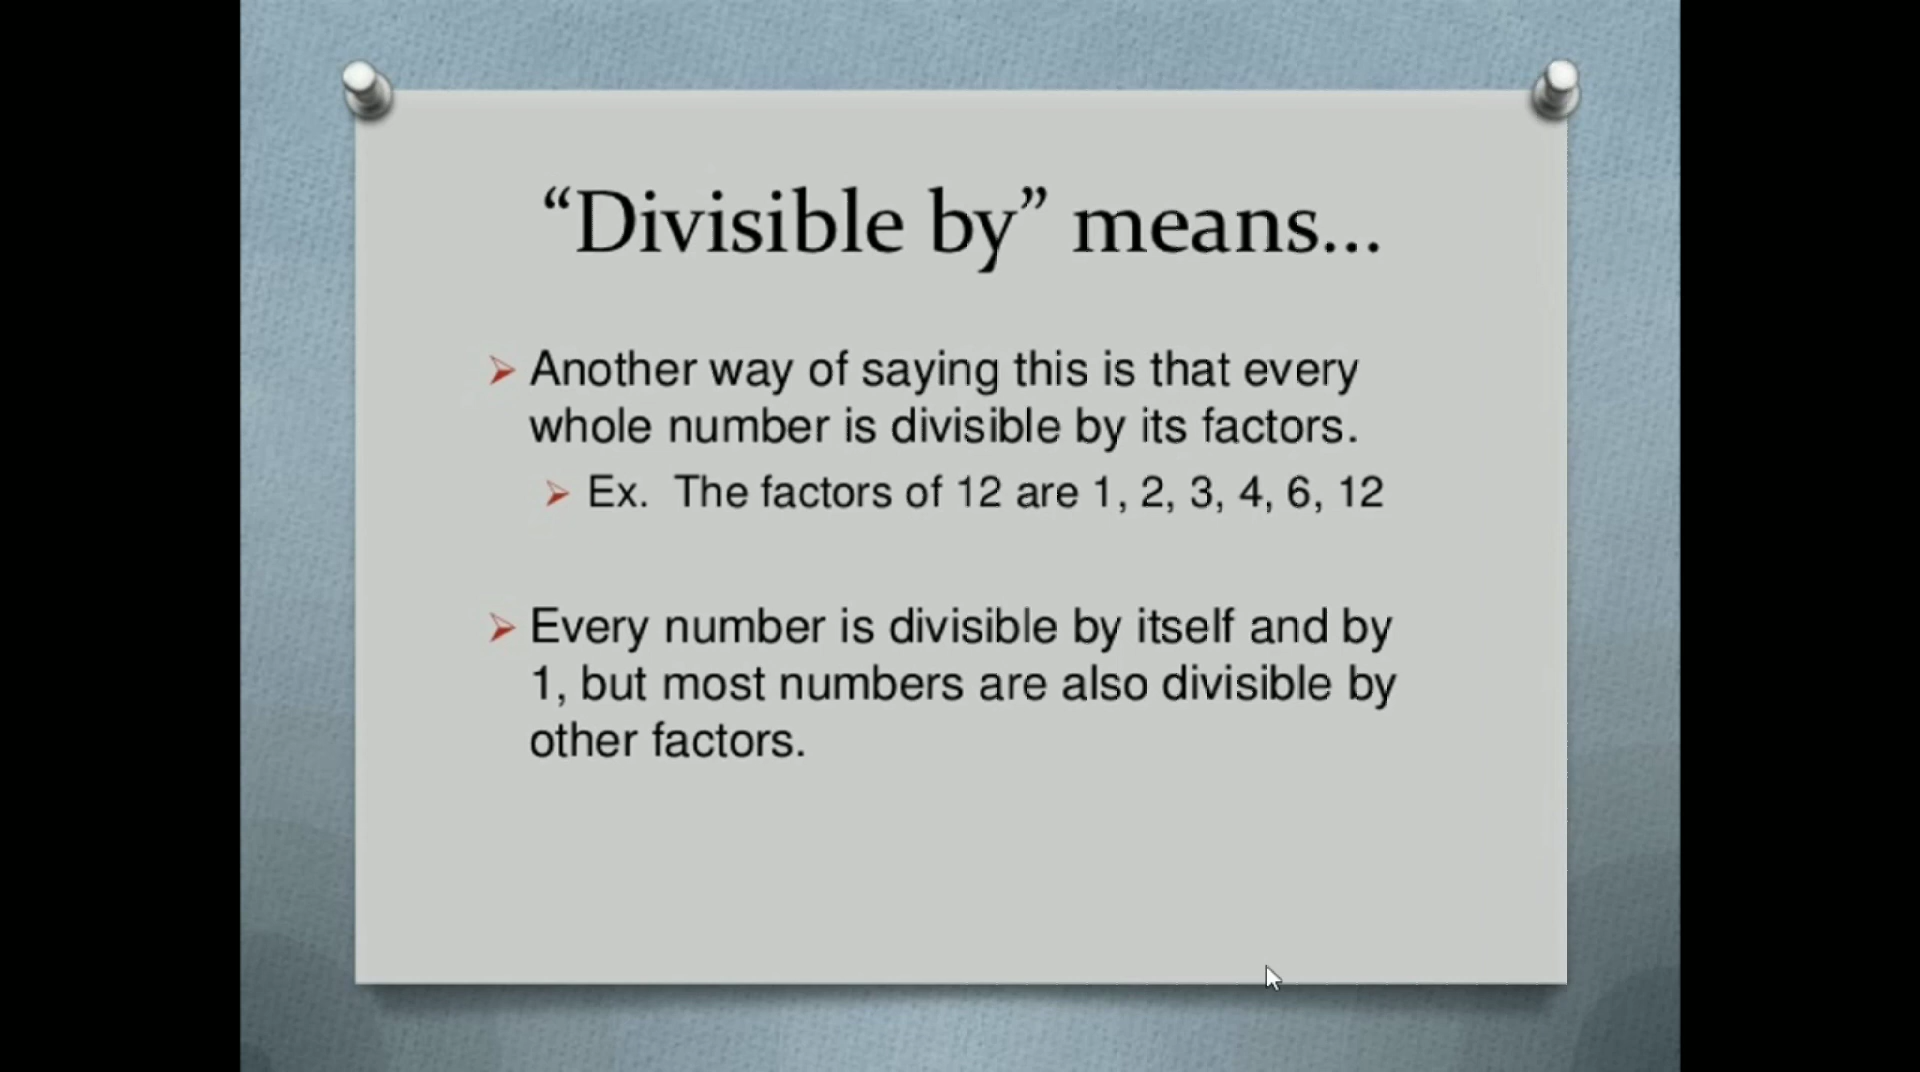 “Divisible by” means...
Another way of saying this is that every
whole number is divisible by its factors.
Ex.  The factors of 12 are 1, 2, 3, 4, 6, 12
Every number is divisible by itself and by
1, but most numbers are also divisible by
other factors.